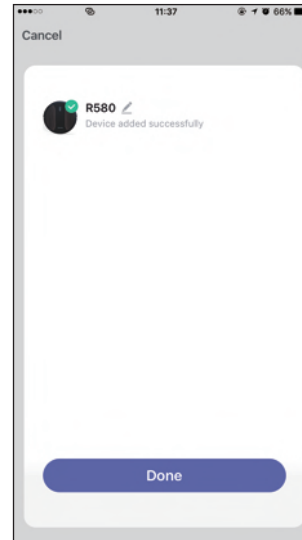 11:37
66%
Cancel
R580
Device added successfully
Done